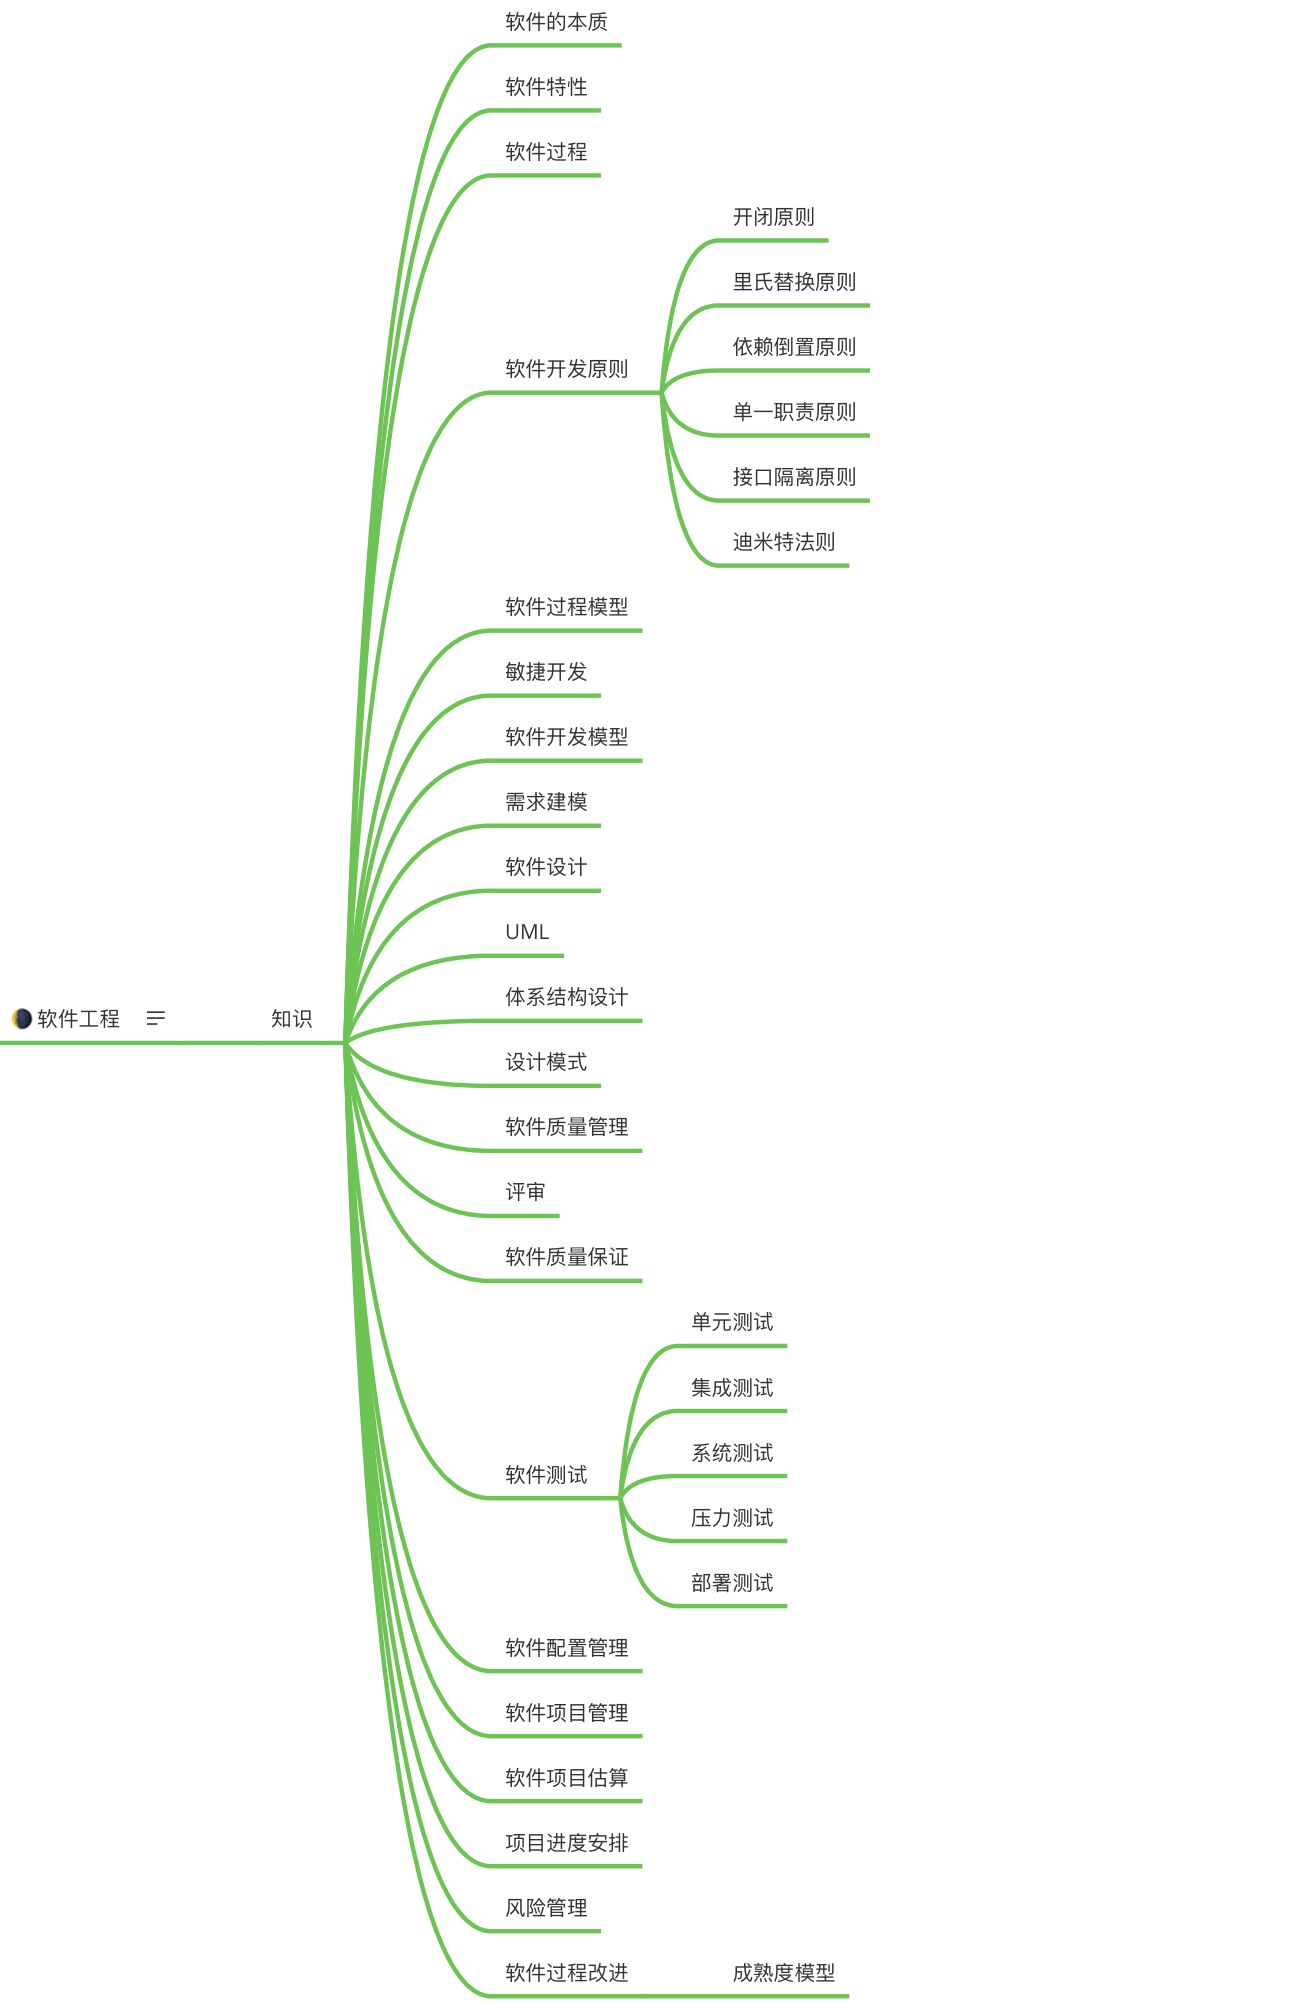 软件的本质
软件特性
软件过程
开闭原则
里氏替换原则
依赖倒置原则
软件开发原则
单一职责原则
接口隔离原则
迪米特法则
软件过程模型
敏捷开发
软件开发模型
需求建模
软件设计
UML
体系结构设计
软件工程 知识
设计模式
软件质量管理
评审
软件质量保证
单元测试
集成测试
系统测试
软件测试
压力测试
部署测试
软件配置管理
软件项目管理
软件项目估算
项目进度安排
风险管理
软件过程改进 成熟度模型